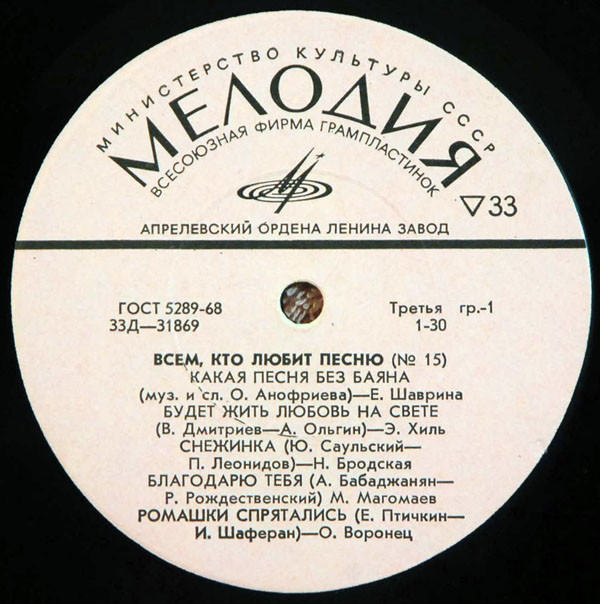 МИНИСТЕРСТВО КУЛЬТУРЫ СССР
МЕЛОДИЯ
ВСЕСОЮЗНАЯ ФИРМА ГРАМПЛАСТИНОК
▽33
АПРЕЛЕВСКИЙ ОРДЕНА ЛЕНИНА ЗАВОД
ГОСТ 5289-68 Третья гр.-1
33Д—31869 1-30
ВСЕМ, КТО ЛЮБИТ ПЕСНЮ (№ 15)
КАКАЯ ПЕСНЯ БЕЗ БАЯНА
(муз. и сл. О. Анофриева)—Е. Шаврина
БУДЕТ ЖИТЬ ЛЮБОВЬ НА СВЕТЕ
(В. Дмитриев—А. Ольгин)—Э. Хиль
СНЕЖИНКА (Ю. Саульский—
П. Леонидов)—Н. Бродская
БЛАГОДАРЮ ТЕБЯ (А. Бабаджанян—
Р. Рождественский) М. Магомаев
РОМАШКИ СПРЯТАЛИСЬ (Е. Птичкин—
И. Шаферан)—О. Воронец